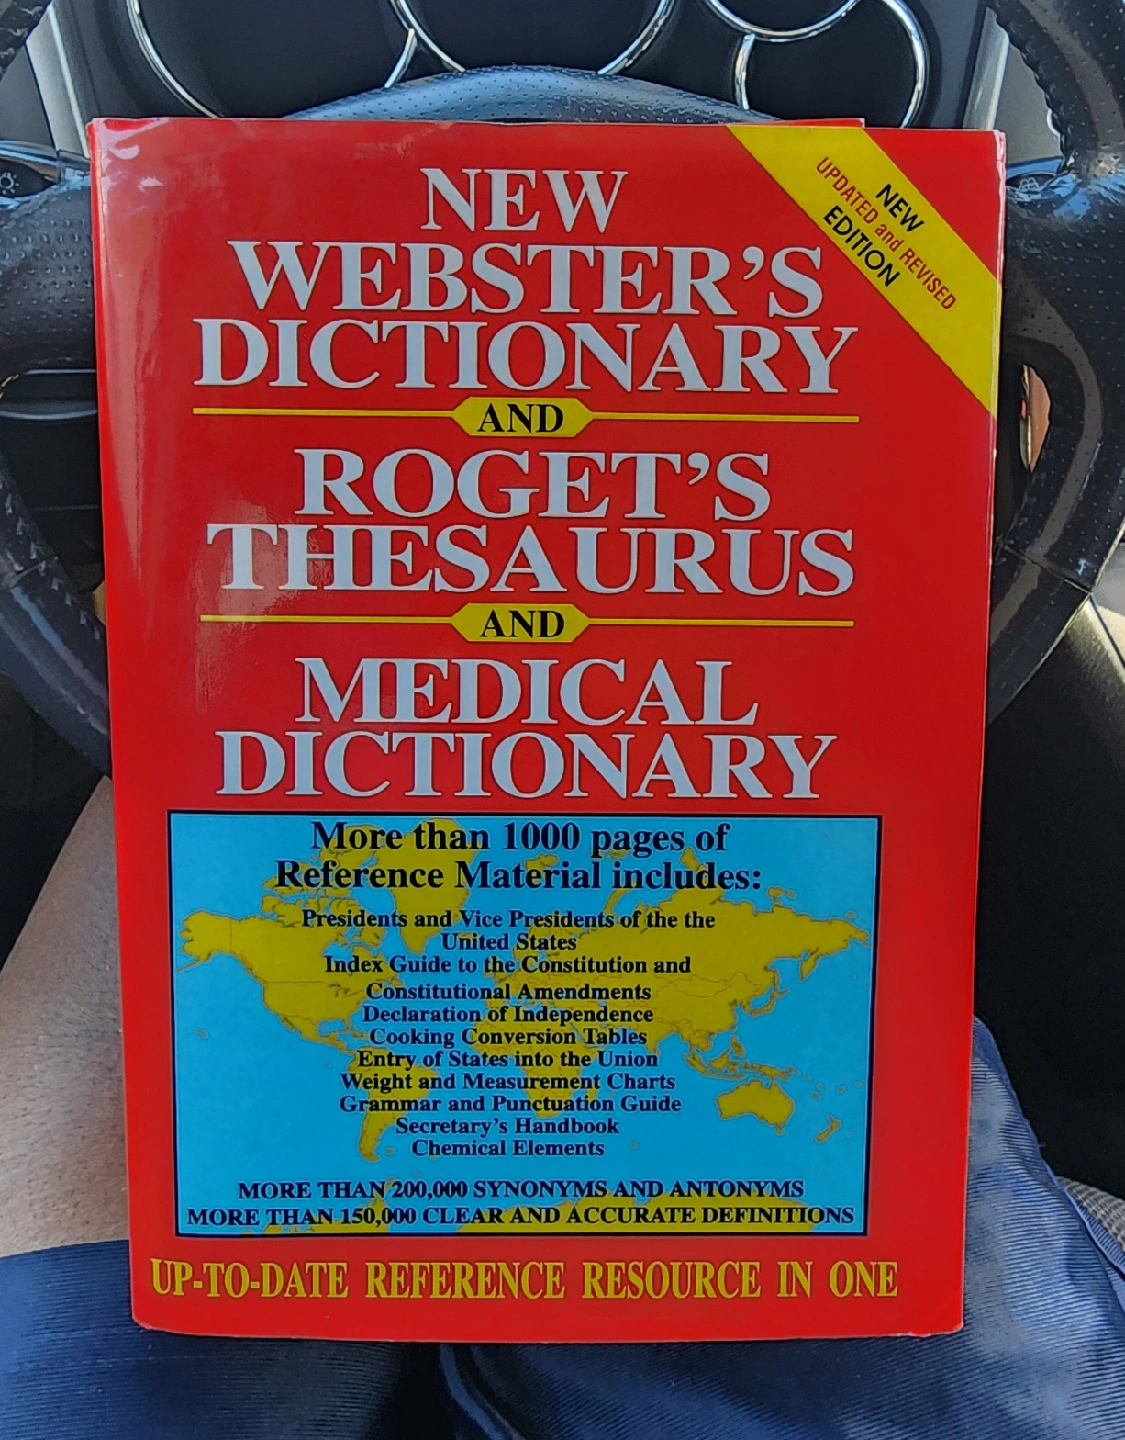 NEW
WEBSTER'S
DICTIONARY
AND
ROGET'S
THESAURUS
AND
MEDICAL
DICTIONARY
NEW
UPDATED and REVISED
EDITION
More than 1000 pages of
Reference Material includes:
Presidents and Vice Presidents of the the
United States
Index Guide to the Constitution and
Constitutional Amendments
Declaration of Independence
Cooking Conversion Tables
Entry of States into the Union
Weight and Measurement Charts
Grammar and Punctuation Guide
Secretary's Handbook
Chemical Elements
MORE THAN 200,000 SYNONYMS AND ANTONYMS
MORE THAN 150,000 CLEAR AND ACCURATE DEFINITIONS
UP-TO-DATE REFERENCE RESOURCE IN ONE